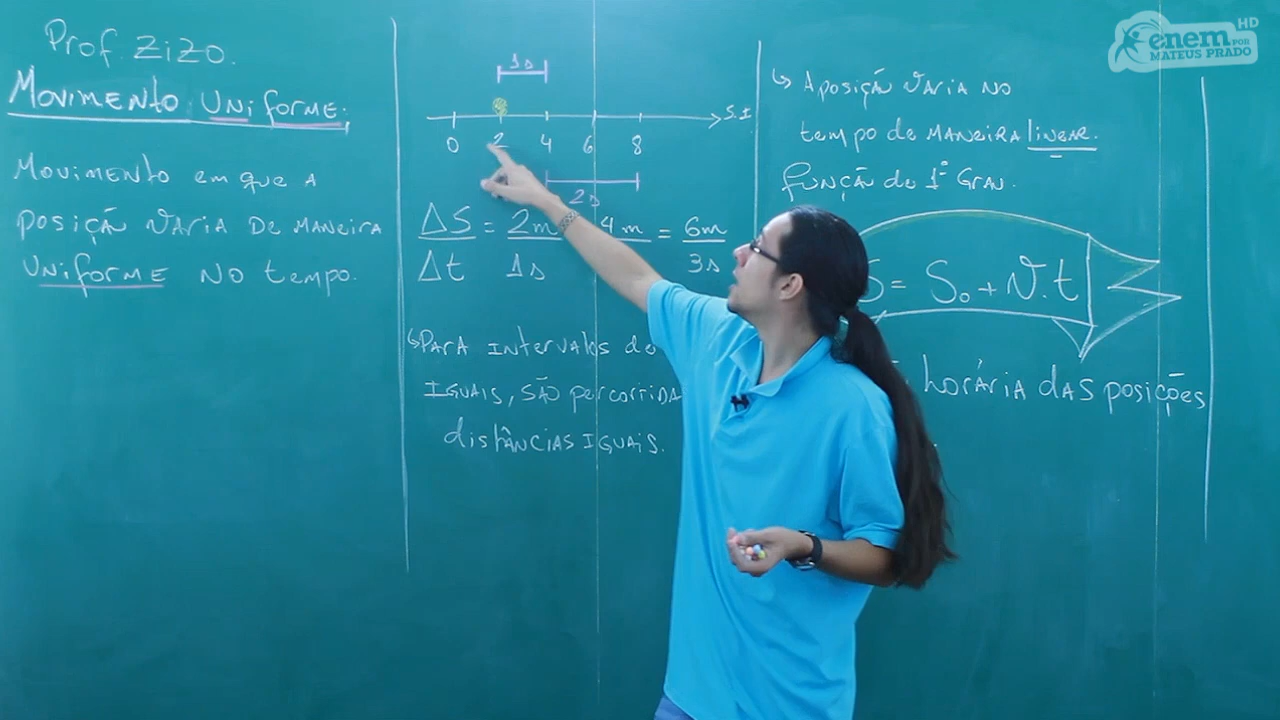 Prof. Zizo.
Movimento Uniforme.
Movimento em que a
posição varia de maneira
Uniforme no tempo.
1s
S.I
0 2 4 6 8
2s
ΔS = 2m 4m = 6m
Δt 1s 3s
↳ Para intervalos de
iguais, são percorrida
distâncias iguais.
↳ A posição varia no
tempo de maneira linear.
função do 1º Grau.
S = S₀ + v.t
horária das posições
enem HD
POR
MATEUS PRADO